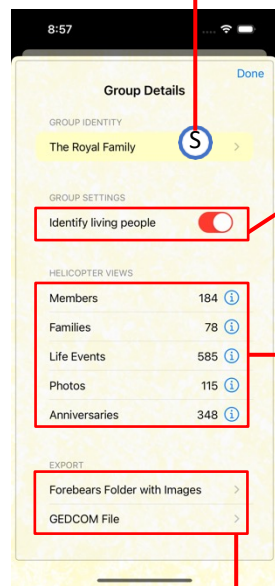 8:57
Done
Group Details
GROUP IDENTITY
The Royal Family S
GROUP SETTINGS
Identify living people
HELICOPTER VIEWS
Members 184
Families 78
Life Events 585
Photos 115
Anniversaries 348
EXPORT
Forebears Folder with Images
GEDCOM File